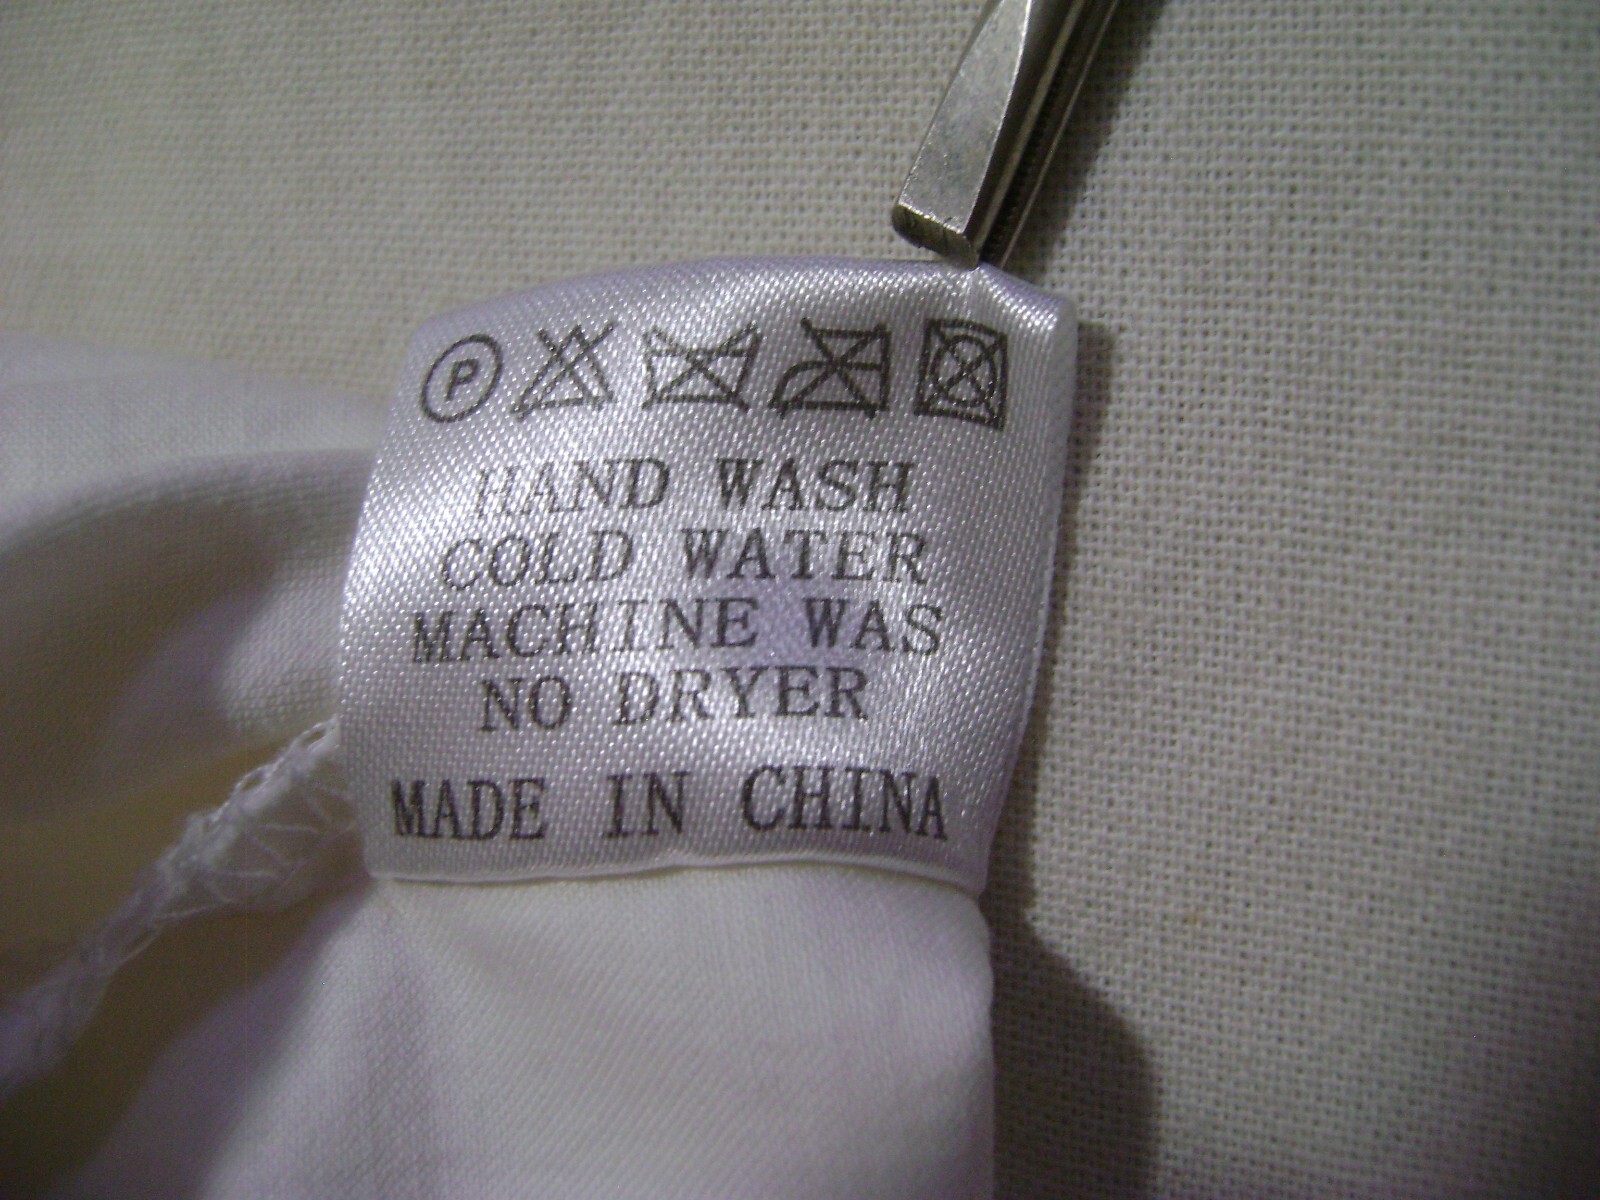 P
HAND WASH
COLD WATER
MACHINE WAS
NO DRYER
MADE IN CHINA